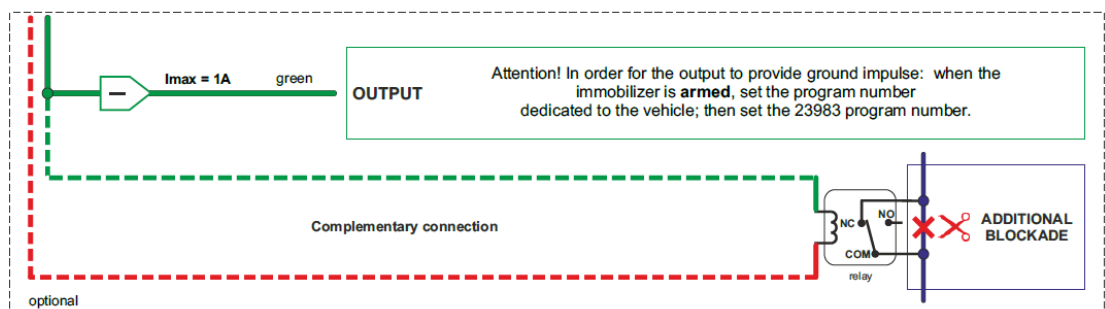 Imax = 1A
green
OUTPUT
Attention! In order for the output to provide ground impulse: when the
immobilizer is armed, set the program number
dedicated to the vehicle; then set the 23983 program number.
Complementary connection
NC
NO
COM
relay
ADDITIONAL
BLOCKADE
optional